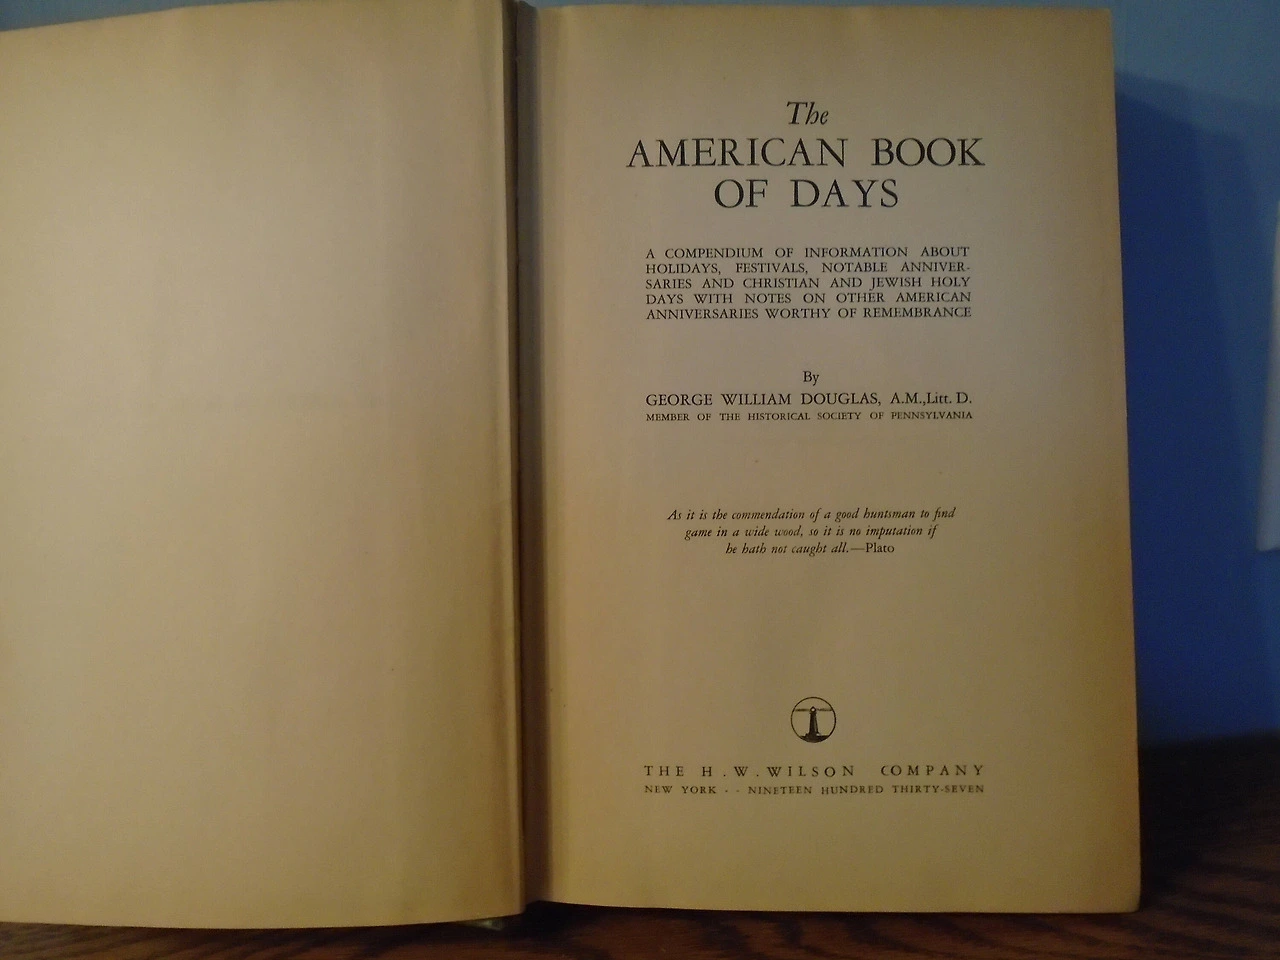 The
AMERICAN BOOK
OF DAYS
A COMPENDIUM OF INFORMATION ABOUT
HOLIDAYS, FESTIVALS, NOTABLE ANNIVER-
SARIES AND CHRISTIAN AND JEWISH HOLY
DAYS WITH NOTES ON OTHER AMERICAN
ANNIVERSARIES WORTHY OF REMEMBRANCE
By
GEORGE WILLIAM DOUGLAS, A.M.,Litt. D.
MEMBER OF THE HISTORICAL SOCIETY OF PENNSYLVANIA
As it is the commendation of a good huntsman to find
game in a wide wood, so it is no imputation if
he hath not caught all.—Plato
THE H. W. WILSON COMPANY
NEW YORK - - NINETEEN HUNDRED THIRTY-SEVEN